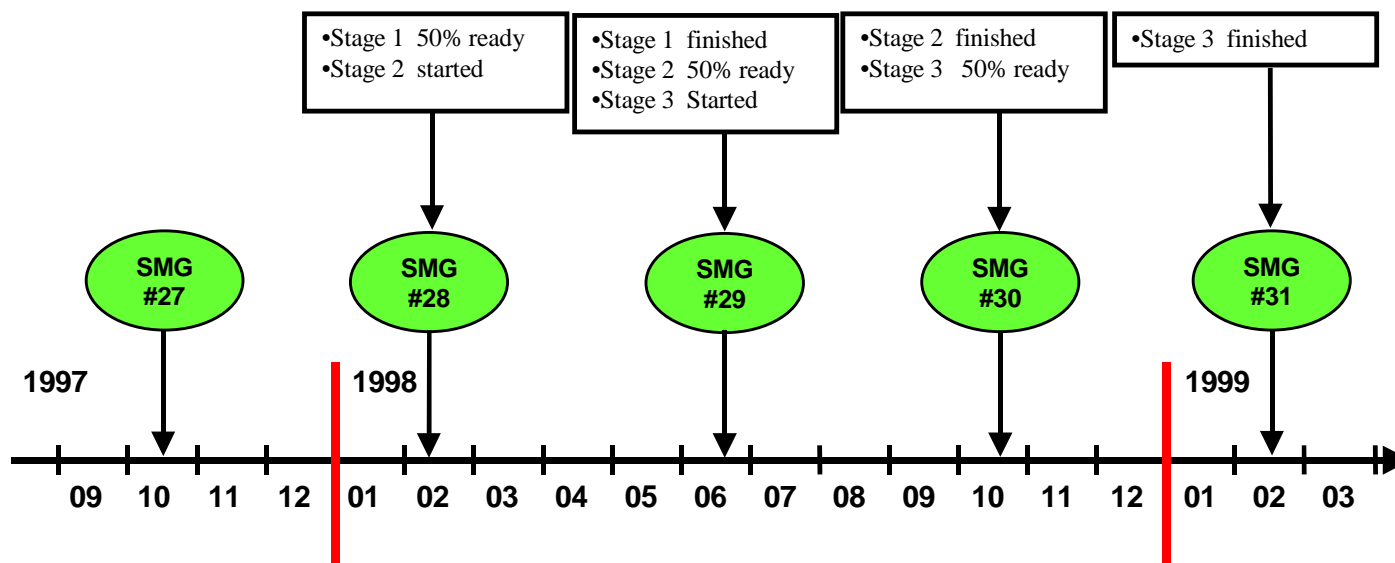 •Stage 1  50% ready
•Stage 2  started
•Stage 1  finished
•Stage 2  50% ready
•Stage 3  Started
•Stage 2  finished
•Stage 3   50% ready
•Stage 3  finished
SMG
#27
SMG
#28
SMG
#29
SMG
#30
SMG
#31
1997
1998
1999
09 10 11 12 01 02 03 04 05 06 07 08 09 10 11 12 01 02 03